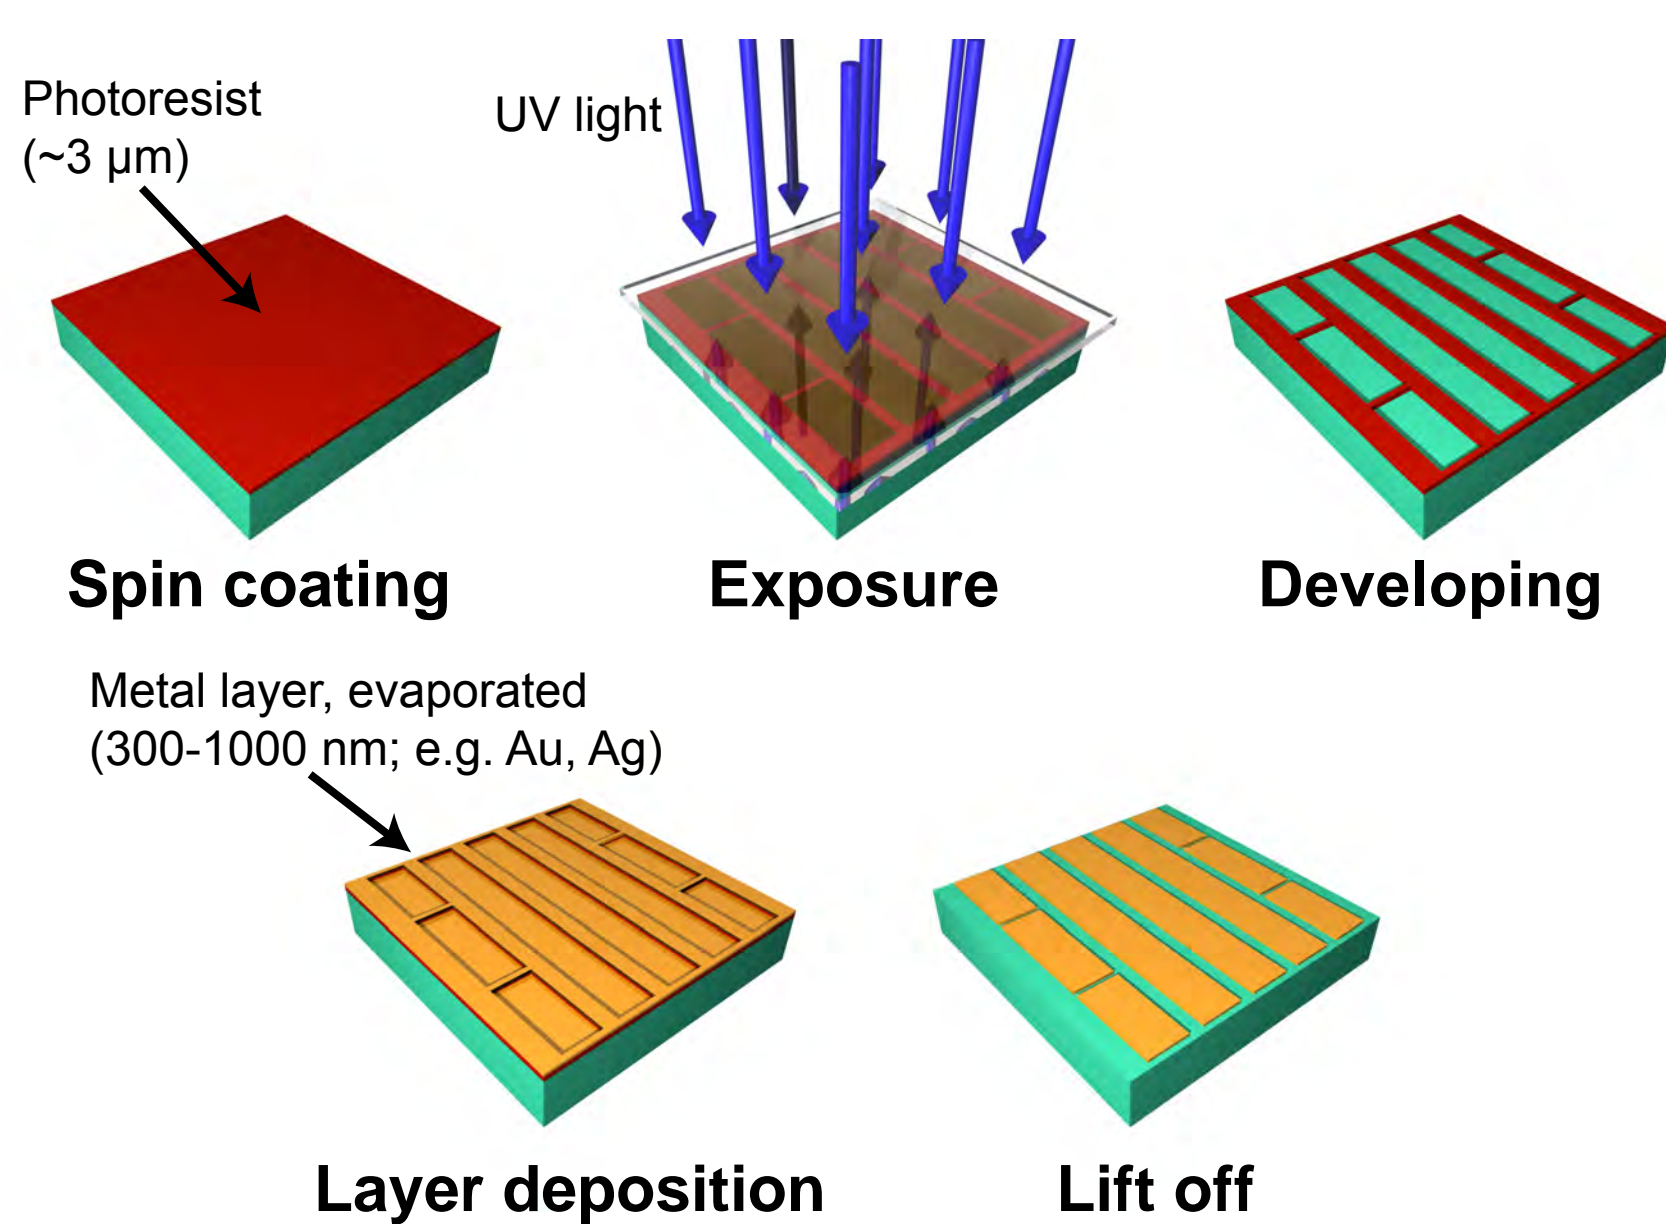 Photoresist
(~3 µm)
UV light
Spin coating
Exposure
Developing
Metal layer, evaporated
(300-1000 nm; e.g. Au, Ag)
Layer deposition
Lift off